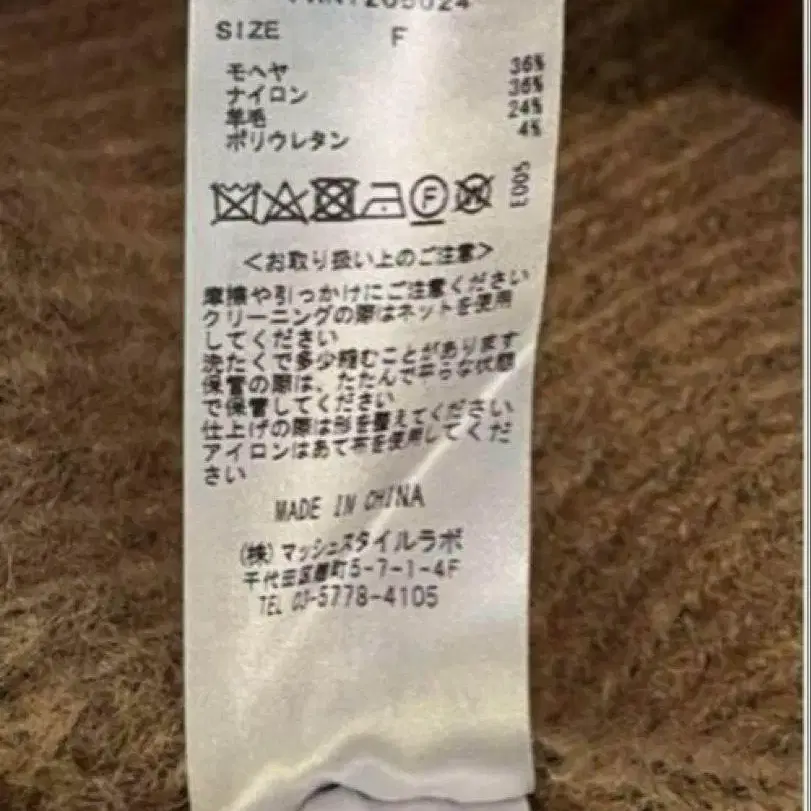 SIZE F
モヘヤ 36%
ナイロン 36%
羊毛 24%
ポリウレタン 4%
F W E005
<お取り扱い上のご注意>
摩擦や引っかけにご注意ください
クリーニングの際はネットを使用
してください
洗たくで多少縮むことがあります
保管の際は、たたんで平らな状態
で保管してください
仕上げの際は形を整えてください
アイロンはあて布を使用してくだ
さい
MADE IN CHINA
(株)マッシュスタイルラボ
千代田区麹町5-7-1-4F
TEL 03-5778-4105